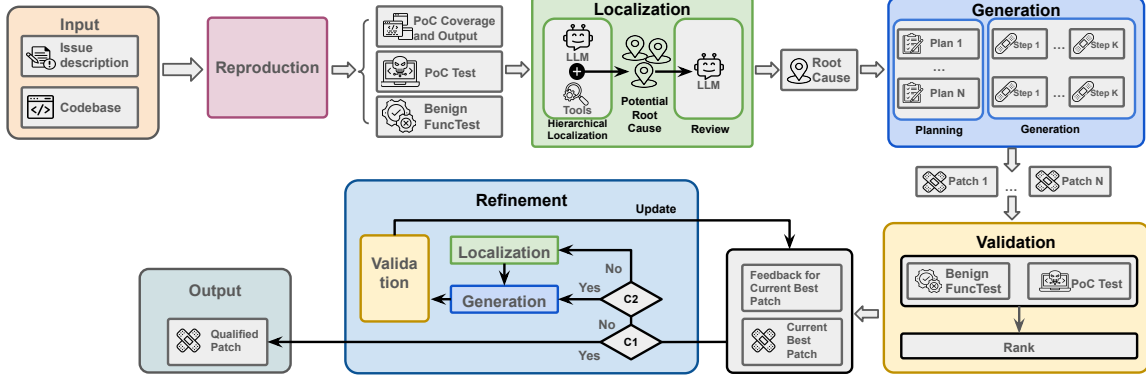 Input
Issue
description
Codebase
Reproduction
PoC Coverage
and Output
PoC Test
Benign
FuncTest
Localization
LLM
Tools
Hierarchical
Localization
Potential
Root
Cause
LLM
Review
Root
Cause
Generation
Plan 1
...
Plan N
Planning
Step 1
...
Step K
Step 1
...
Step K
Generation
Patch 1
...
Patch N
Validation
Benign
FuncTest
PoC Test
Rank
Feedback for
Current Best
Patch
Current
Best
Patch
Refinement
Update
Valida
tion
Localization
Generation
No
Yes
C2
No
C1
Yes
Output
Qualified
Patch